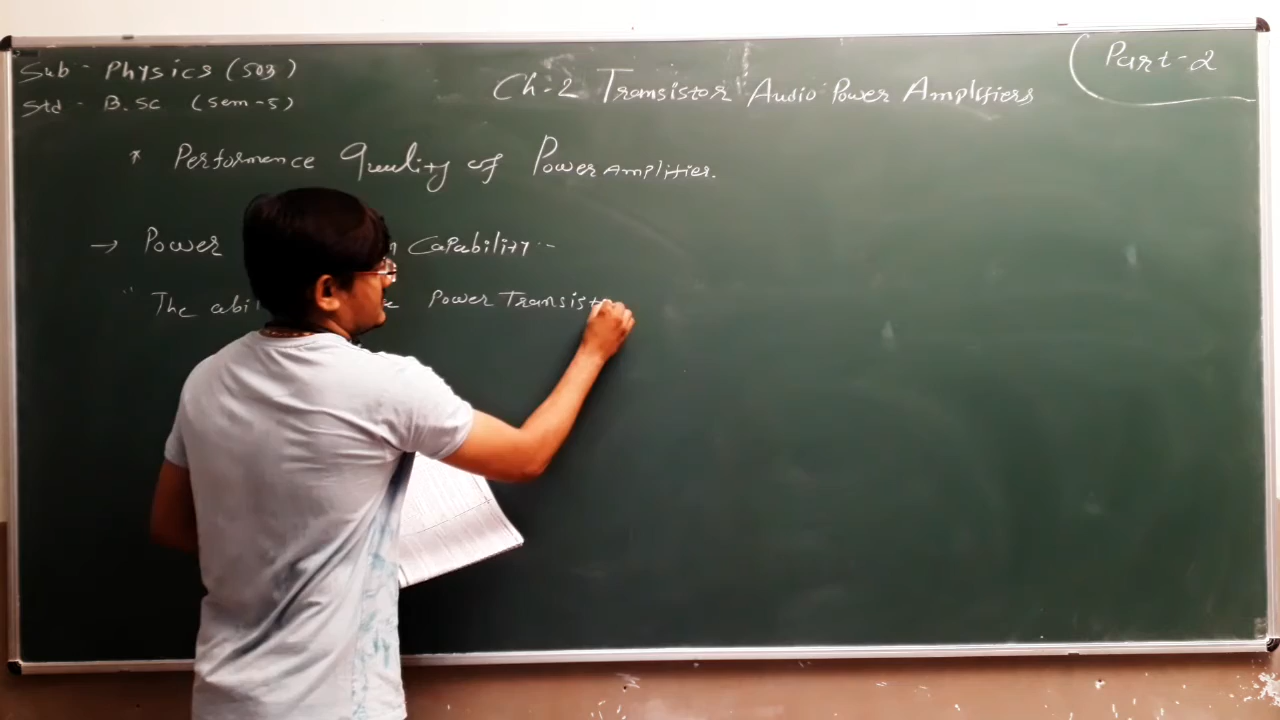 Sub - Physics (503)
Std - B.Sc (sem-5)
Ch-2 Transistor Audio Power Amplifiers
Part-2
* Performance Quality of Power amplifier.
→ Power n Capability :-
" The abil e Power Transist